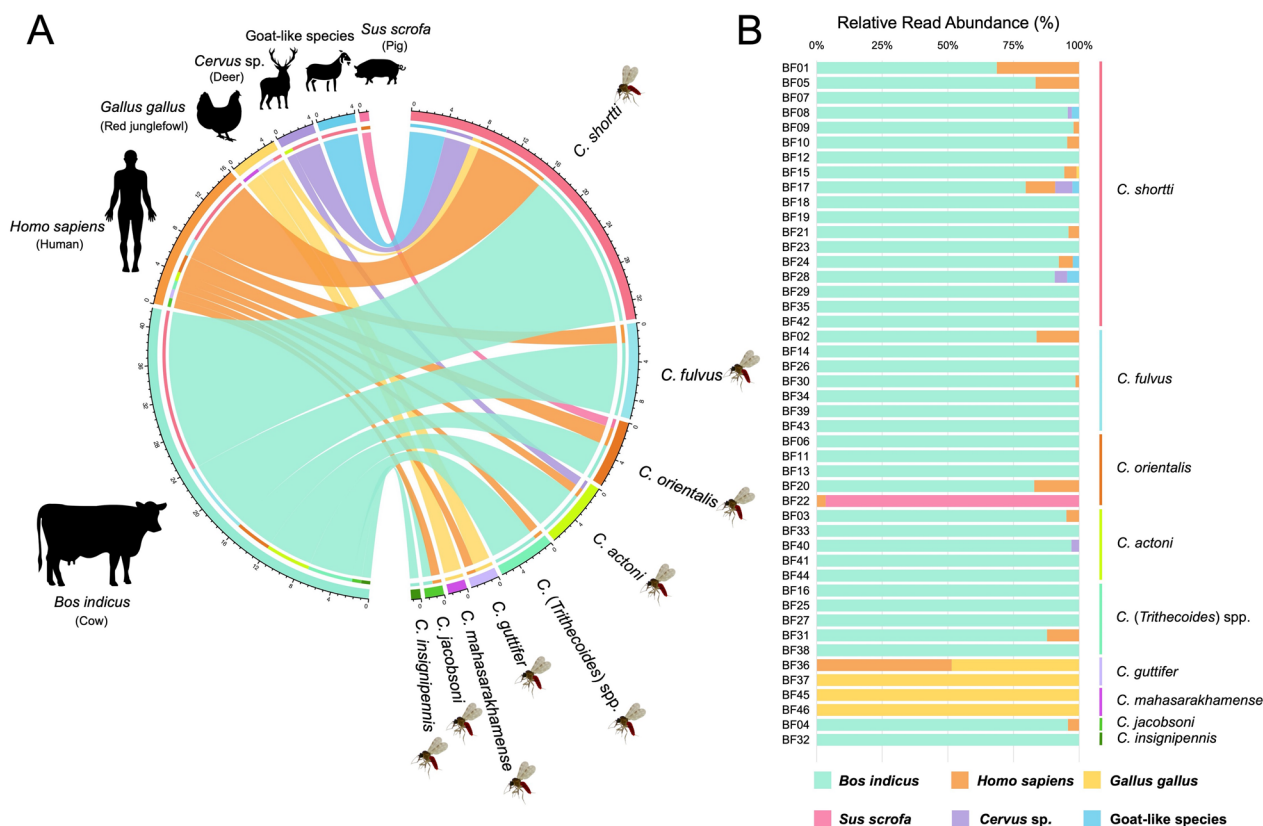 A
Goat-like species
Sus scrofa
(Pig)
Cervus sp.
(Deer)
Gallus gallus
(Red junglefowl)
Homo sapiens
(Human)
Bos indicus
(Cow)
C. shortti
C. fulvus
C. orientalis
C. actoni
C. (Trithecoides) spp.
C. guttifer
C. mahasarakhamense
C. jacobsoni
C. insignipennis
B
Relative Read Abundance (%)
0% 25% 50% 75% 100%
BF01
BF05
BF07
BF08
BF09
BF10
BF12
BF15
BF17
BF18
BF19
BF21
BF23
BF24
BF28
BF29
BF35
BF42
BF02
BF14
BF26
BF30
BF34
BF39
BF43
BF06
BF11
BF13
BF20
BF22
BF03
BF33
BF40
BF41
BF44
BF16
BF25
BF27
BF31
BF38
BF36
BF37
BF45
BF46
BF04
BF32
C. shortti
C. fulvus
C. orientalis
C. actoni
C. (Trithecoides) spp.
C. guttifer
C. mahasarakhamense
C. jacobsoni
C. insignipennis
Bos indicus Homo sapiens Gallus gallus
Sus scrofa Cervus sp. Goat-like species